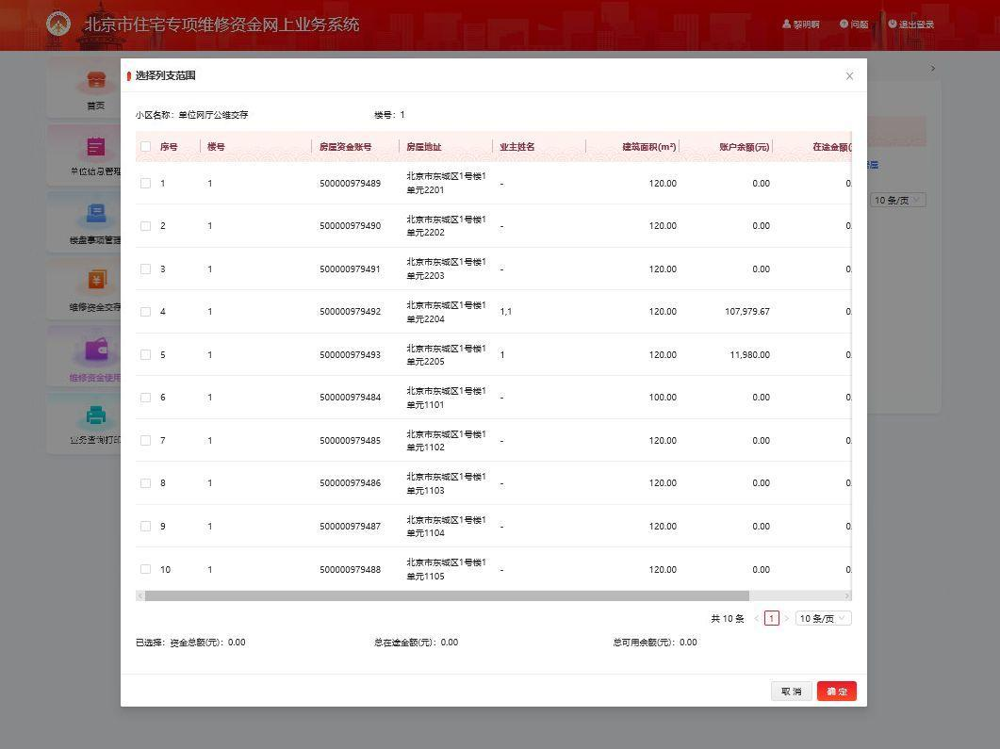 北京市住宅专项维修资金网上业务系统
黎明啊 问题 退出登录
首页
单位信息管理
楼盘事项管理
维修资金交存
维修资金使用
业务查询打印
10 条/页
选择列支范围
小区名称：单位网厅公维交存 楼号：1
序号 楼号 房屋资金账号 房屋地址 业主姓名 建筑面积(m²) 账户余额(元) 在途金额(
1 1 500000979489 北京市东城区1号楼1 - 120.00 0.00 0.
单元2201
2 1 500000979490 北京市东城区1号楼1 - 120.00 0.00 0.
单元2202
3 1 500000979491 北京市东城区1号楼1 - 120.00 0.00 0.
单元2203
4 1 500000979492 北京市东城区1号楼1 1,1 120.00 107,979.67 0.
单元2204
5 1 500000979493 北京市东城区1号楼1 1 120.00 11,980.00 0.
单元2205
6 1 500000979484 北京市东城区1号楼1 - 100.00 0.00 0.
单元1101
7 1 500000979485 北京市东城区1号楼1 - 120.00 0.00 0.
单元1102
8 1 500000979486 北京市东城区1号楼1 - 120.00 0.00 0.
单元1103
9 1 500000979487 北京市东城区1号楼1 - 120.00 0.00 0.
单元1104
10 1 500000979488 北京市东城区1号楼1 - 120.00 0.00 0.
单元1105
共 10 条 1 10 条/页
已选择：资金总额(元)：0.00 总在途金额(元)：0.00 总可用余额(元)：0.00
取 消 确 定